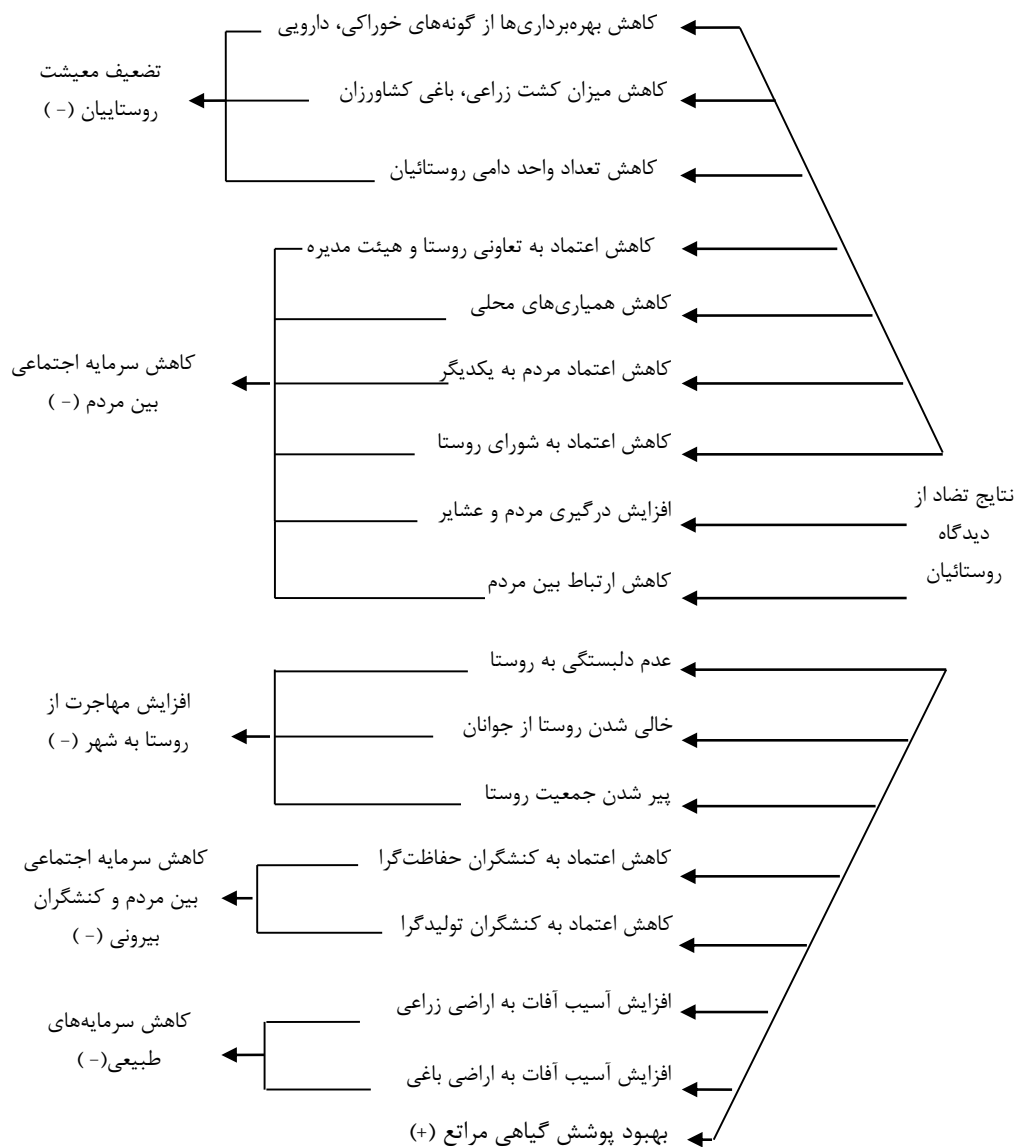 نتایج تضاد از
دیدگاه
روستائیان
کاهش بهره‌برداری‌ها از گونه‌های خوراکی، دارویی
کاهش میزان کشت زراعی، باغی کشاورزان
کاهش تعداد واحد دامی روستائیان
تضعیف معیشت
روستاییان (-)
کاهش اعتماد به تعاونی روستا و هیئت مدیره
کاهش همیاری‌های محلی
کاهش اعتماد مردم به یکدیگر
کاهش اعتماد به شورای روستا
افزایش درگیری مردم و عشایر
کاهش ارتباط بین مردم
کاهش سرمایه اجتماعی
بین مردم (-)
عدم دلبستگی به روستا
خالی شدن روستا از جوانان
پیر شدن جمعیت روستا
افزایش مهاجرت از
روستا به شهر (-)
کاهش اعتماد به کنشگران حفاظت‌گرا
کاهش اعتماد به کنشگران تولیدگرا
کاهش سرمایه اجتماعی
بین مردم و کنشگران
بیرونی (-)
افزایش آسیب آفات به اراضی زراعی
افزایش آسیب آفات به اراضی باغی
کاهش سرمایه‌های
طبیعی(-)
بهبود پوشش گیاهی مراتع (+)